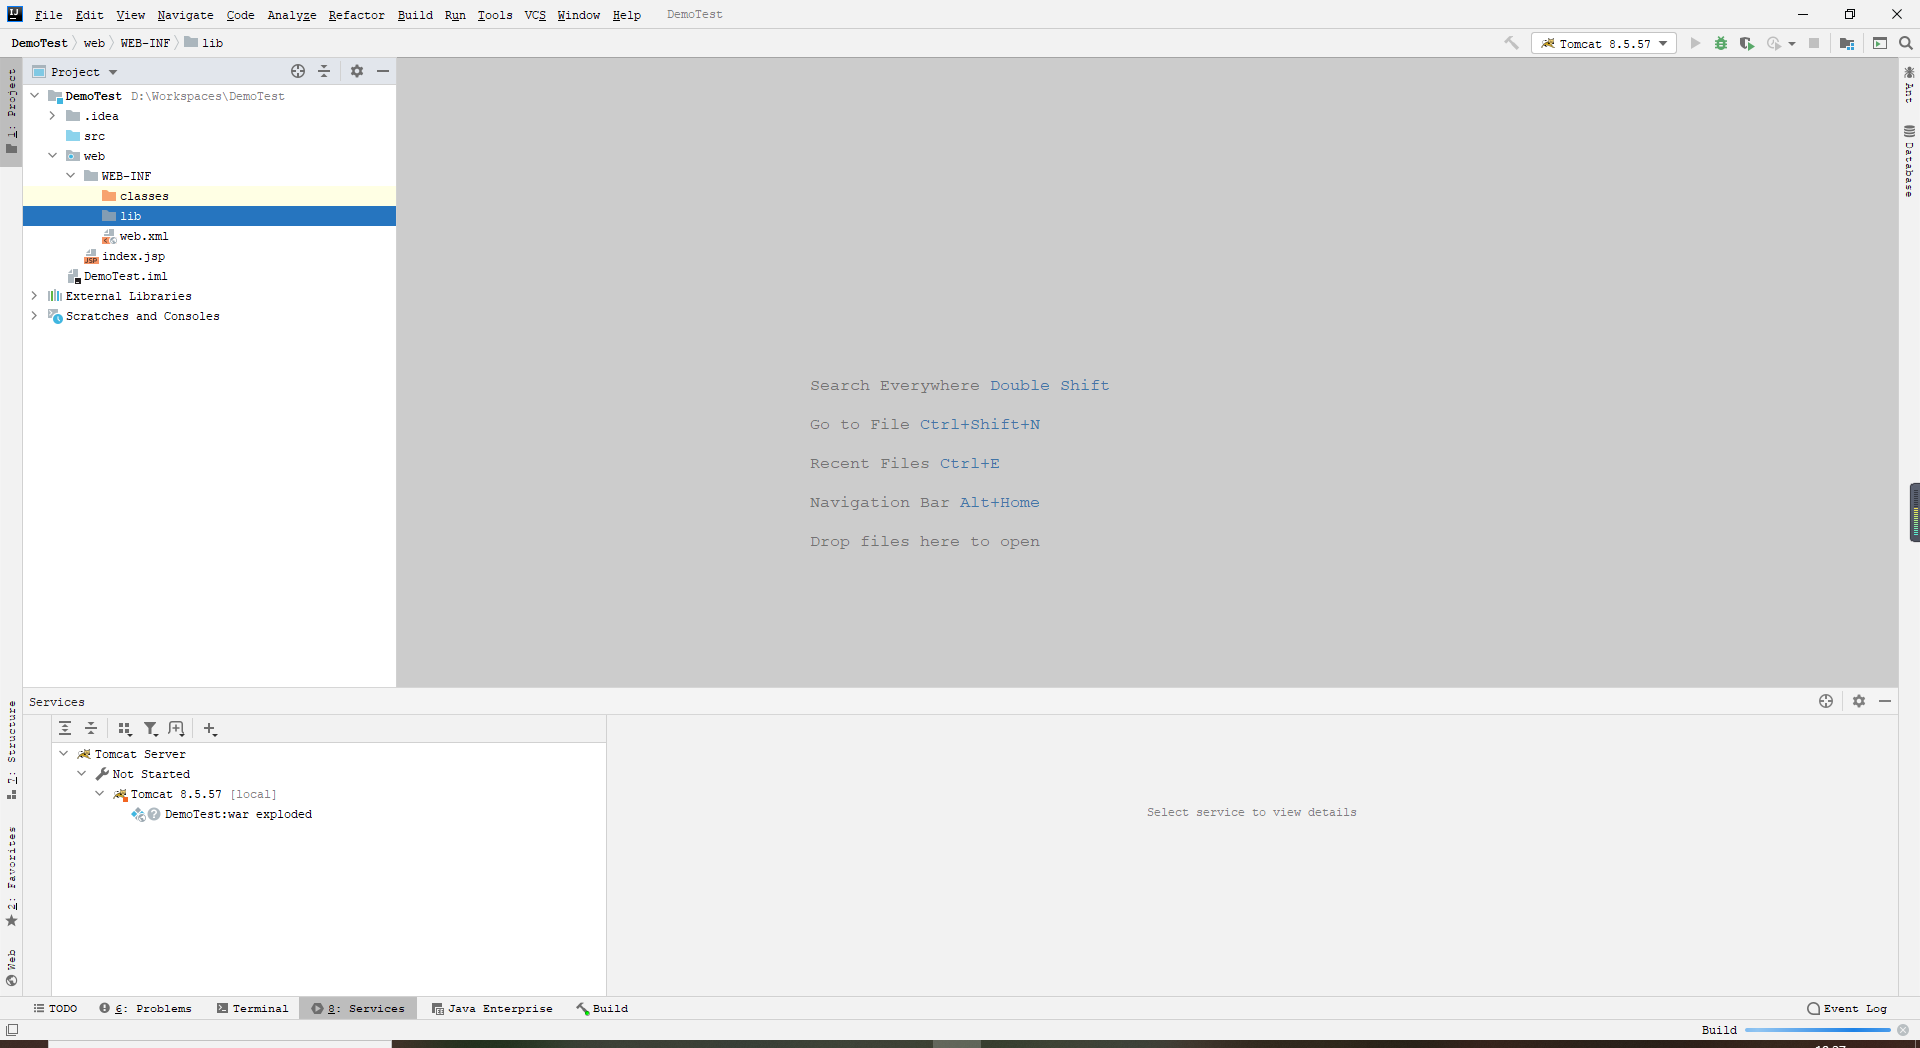 File Edit View Navigate Code Analyze Refactor Build Run Tools VCS Window Help DemoTest
DemoTest web WEB-INF lib
Tomcat 8.5.57
Project
DemoTest D:\Workspaces\DemoTest
.idea
src
web
WEB-INF
classes
lib
web.xml
index.jsp
DemoTest.iml
External Libraries
Scratches and Consoles
1: Project
Ant
Database
Search Everywhere Double Shift
Go to File Ctrl+Shift+N
Recent Files Ctrl+E
Navigation Bar Alt+Home
Drop files here to open
Services
Tomcat Server
Not Started
Tomcat 8.5.57 [local]
DemoTest:war exploded
Select service to view details
7: Structure
2: Favorites
Web
TODO 6: Problems Terminal 8: Services Java Enterprise Build Event Log
Build